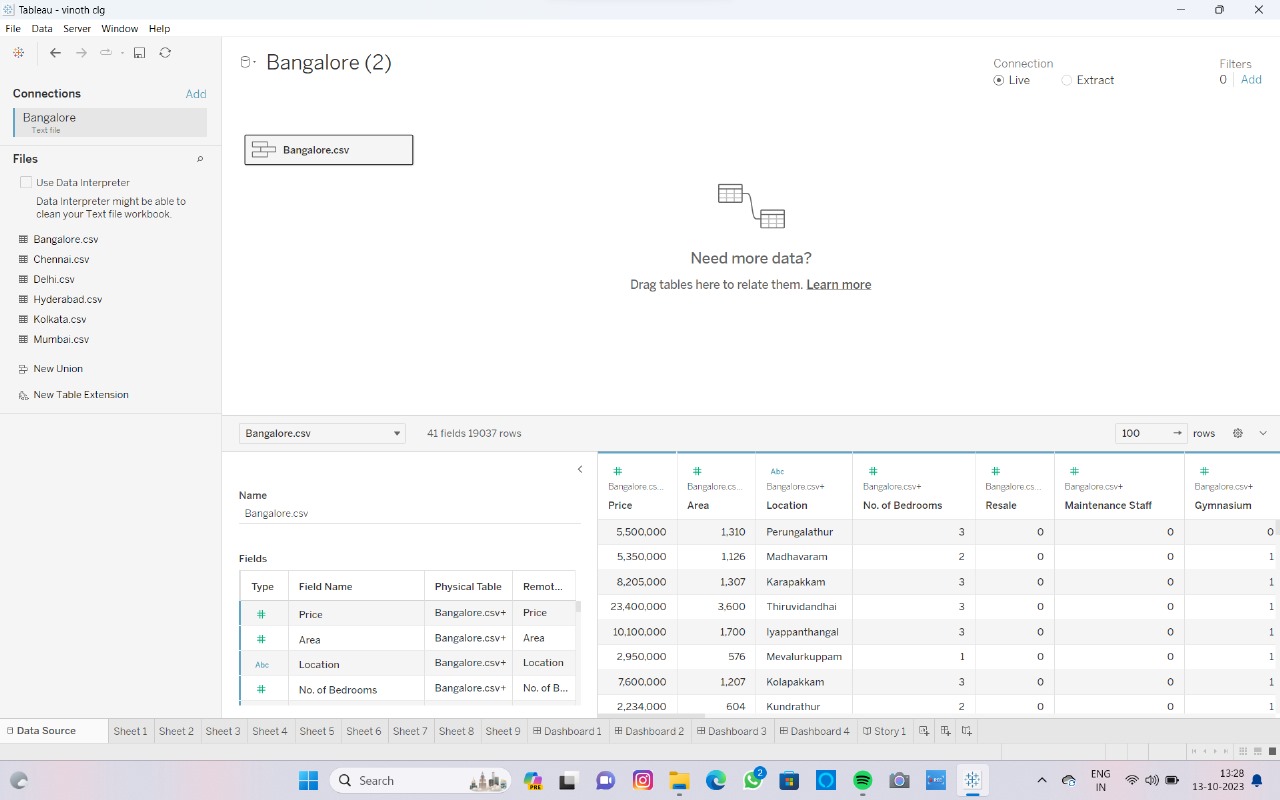 Tableau - vinoth clg
File Data Server Window Help
Bangalore (2)
Connection
Live Extract
Filters
0 Add
Connections Add
Bangalore
Text file
Files
Use Data Interpreter
Data Interpreter might be able to
clean your Text file workbook.
Bangalore.csv
Chennai.csv
Delhi.csv
Hyderabad.csv
Kolkata.csv
Mumbai.csv
New Union
New Table Extension
Bangalore.csv
Need more data?
Drag tables here to relate them. Learn more
Bangalore.csv 41 fields 19037 rows 100 rows
Name
Bangalore.csv
Fields
Type Field Name Physical Table Remot...
# Price Bangalore.csv+ Price
# Area Bangalore.csv+ Area
Abc Location Bangalore.csv+ Location
# No. of Bedrooms Bangalore.csv+ No. of B...
# # Abc # # # #
Bangalore.cs... Bangalore.cs... Bangalore.csv+ Bangalore.csv+ Bangalore.cs... Bangalore.csv+ Bangalore.csv+
Price Area Location No. of Bedrooms Resale Maintenance Staff Gymnasium
5,500,000 1,310 Perungalathur 3 0 0 0
5,350,000 1,126 Madhavaram 2 0 0 1
8,205,000 1,307 Karapakkam 3 0 0 1
23,400,000 3,600 Thiruvidandhai 3 0 0 1
10,100,000 1,700 Iyappanthangal 3 0 0 1
2,950,000 576 Mevalurkuppam 1 0 0 1
7,600,000 1,207 Kolapakkam 3 0 0 1
2,234,000 604 Kundrathur 2 0 0 1
Data Source Sheet 1 Sheet 2 Sheet 3 Sheet 4 Sheet 5 Sheet 6 Sheet 7 Sheet 8 Sheet 9 Dashboard 1 Dashboard 2 Dashboard 3 Dashboard 4 Story 1
Search
PRE
2
ENG
IN
13:28
13-10-2023